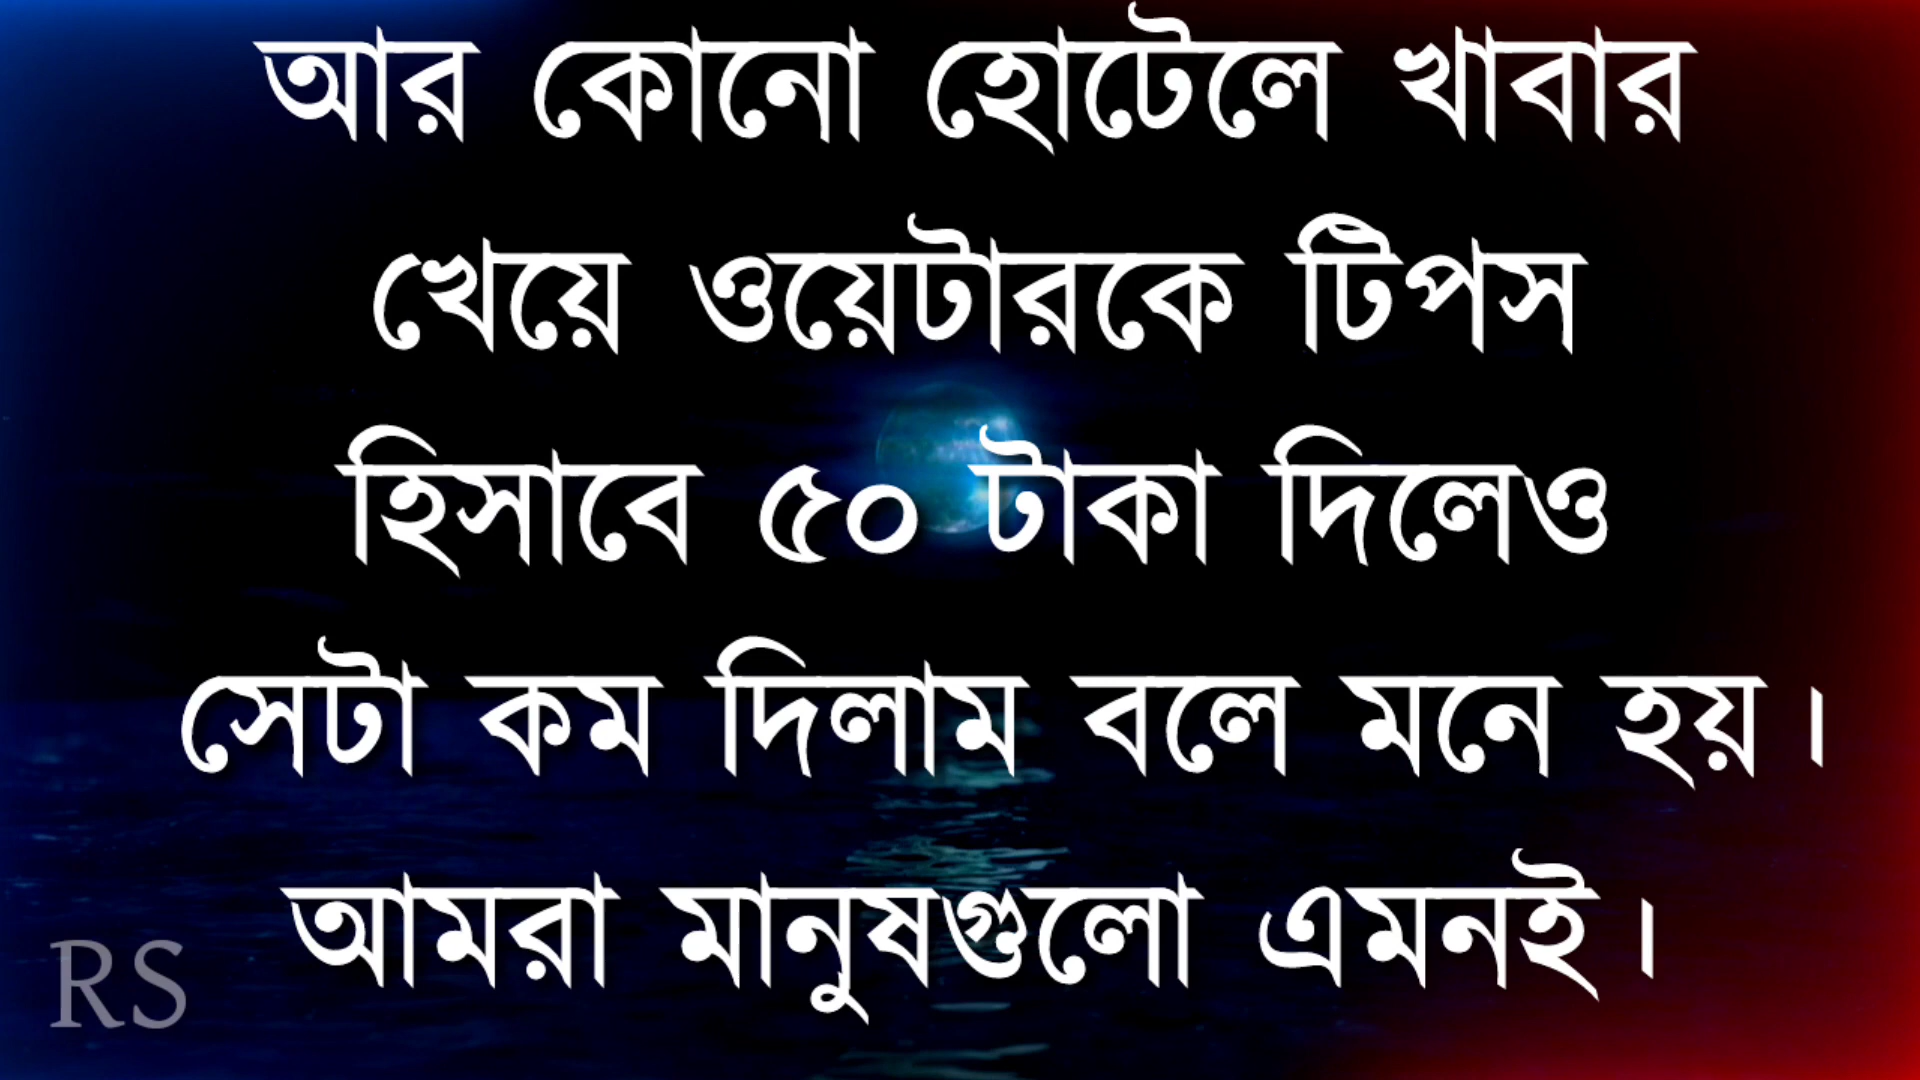 আর কোনো হোটেলে খাবার
খেয়ে ওয়েটারকে টিপস
হিসাবে ৫০ টাকা দিলেও
সেটা কম দিলাম বলে মনে হয়।
আমরা মানুষগুলো এমনই।
RS